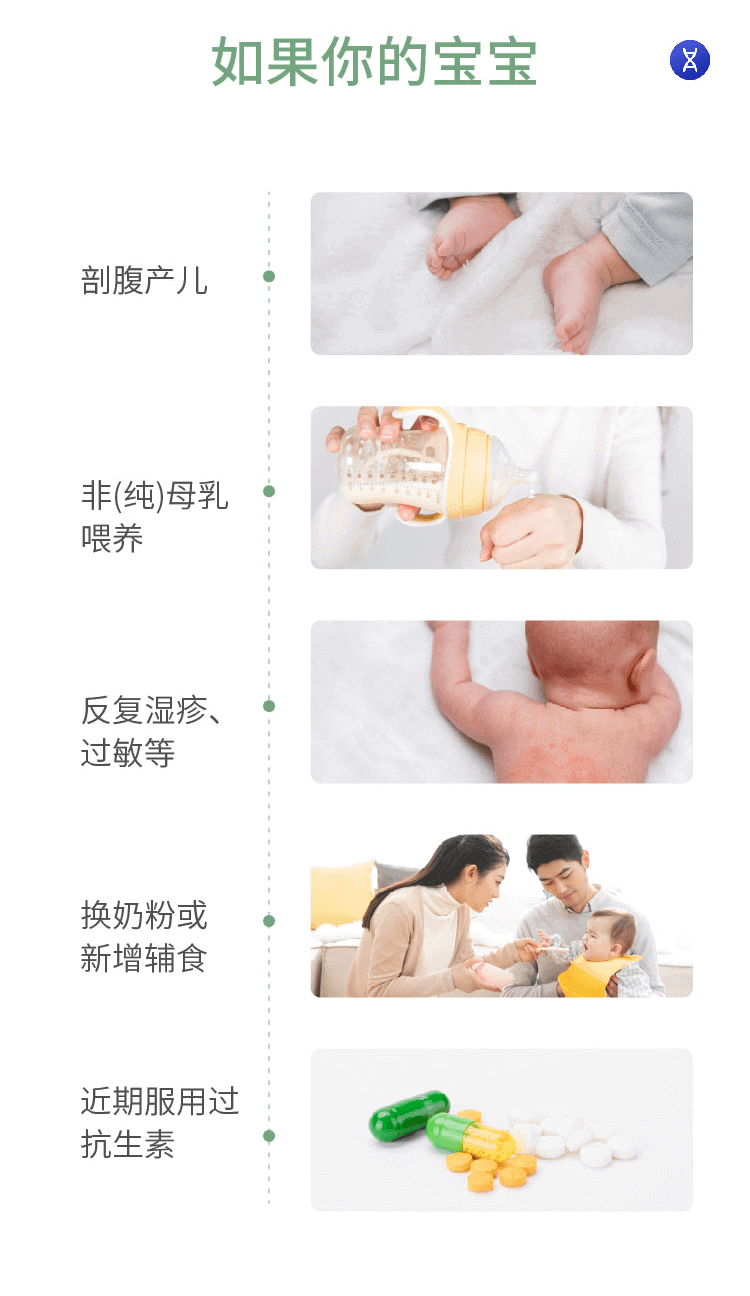 如果你的宝宝
剖腹产儿
非(纯)母乳
喂养
反复湿疹、
过敏等
换奶粉或
新增辅食
近期服用过
抗生素